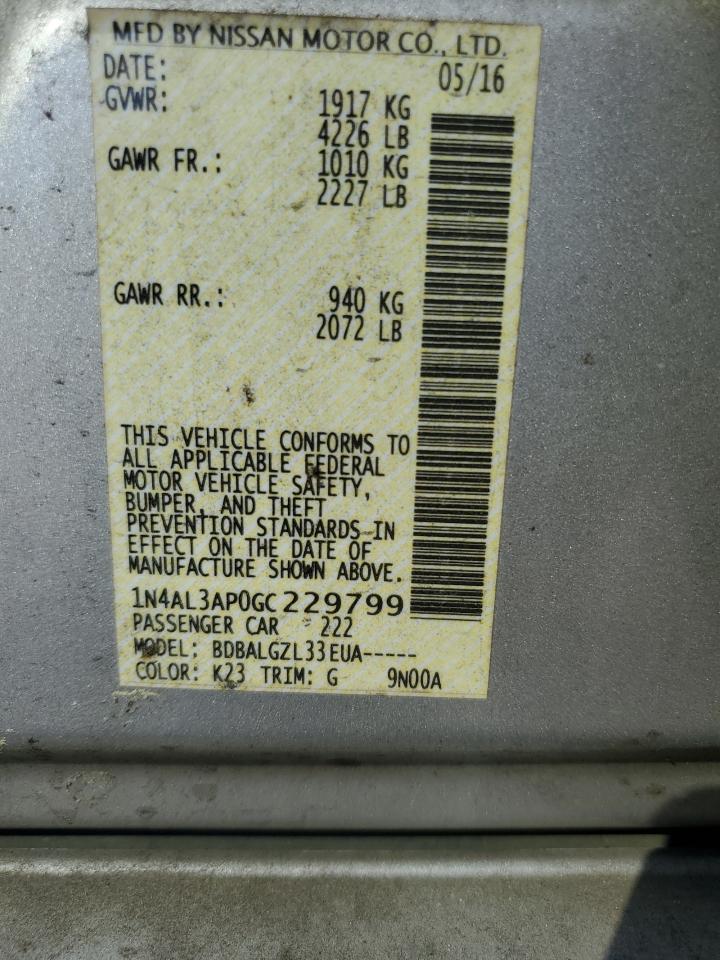 MFD BY NISSAN MOTOR CO., LTD.
DATE: 05/16
GVWR: 1917 KG
4226 LB
GAWR FR.: 1010 KG
2227 LB
GAWR RR.: 940 KG
2072 LB
THIS VEHICLE CONFORMS TO
ALL APPLICABLE FEDERAL
MOTOR VEHICLE SAFETY,
BUMPER, AND THEFT
PREVENTION STANDARDS IN
EFFECT ON THE DATE OF
MANUFACTURE SHOWN ABOVE.
1N4AL3AP0GC229799
PASSENGER CAR 222
MODEL: BDBALGZL33EUA-----
COLOR: K23 TRIM: G 9N00A